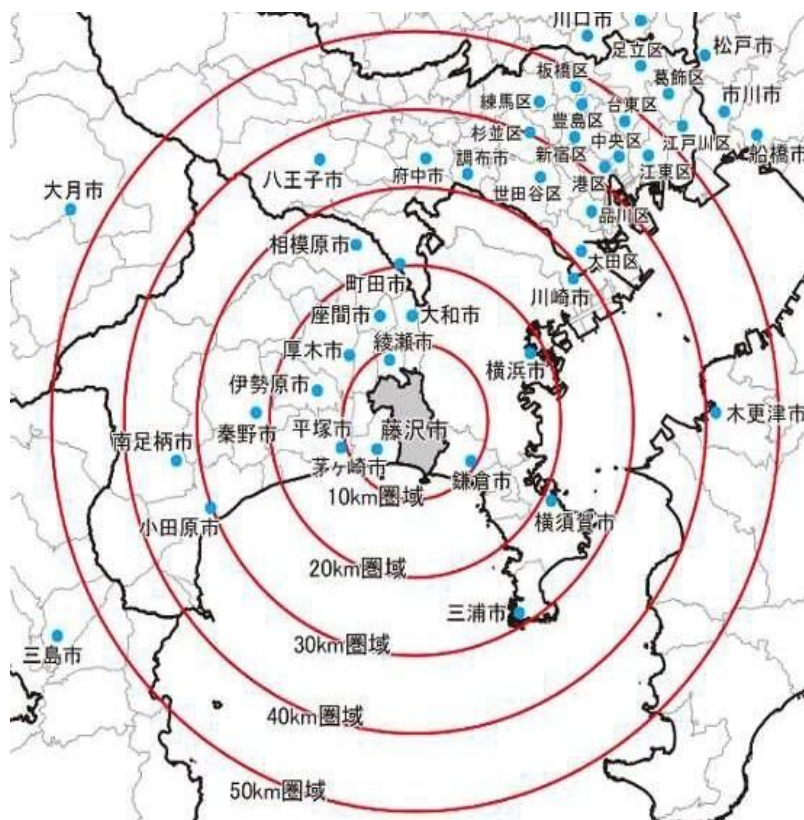 川口市
足立区
松戸市
板橋区
葛飾区
練馬区
台東区
市川市
豊島区
杉並区
中央区
江戸川区
船橋市
新宿区
調布市
府中市
八王子市
世田谷区
港区
江東区
大月市
品川区
相模原市
太田区
町田市
川崎市
座間市
大和市
綾瀬市
厚木市
横浜市
伊勢原市
木更津市
秦野市
平塚市
藤沢市
南足柄市
茅ヶ崎市
鎌倉市
10km圏域
小田原市
横須賀市
20km圏域
三浦市
30km圏域
三島市
40km圏域
50km圏域